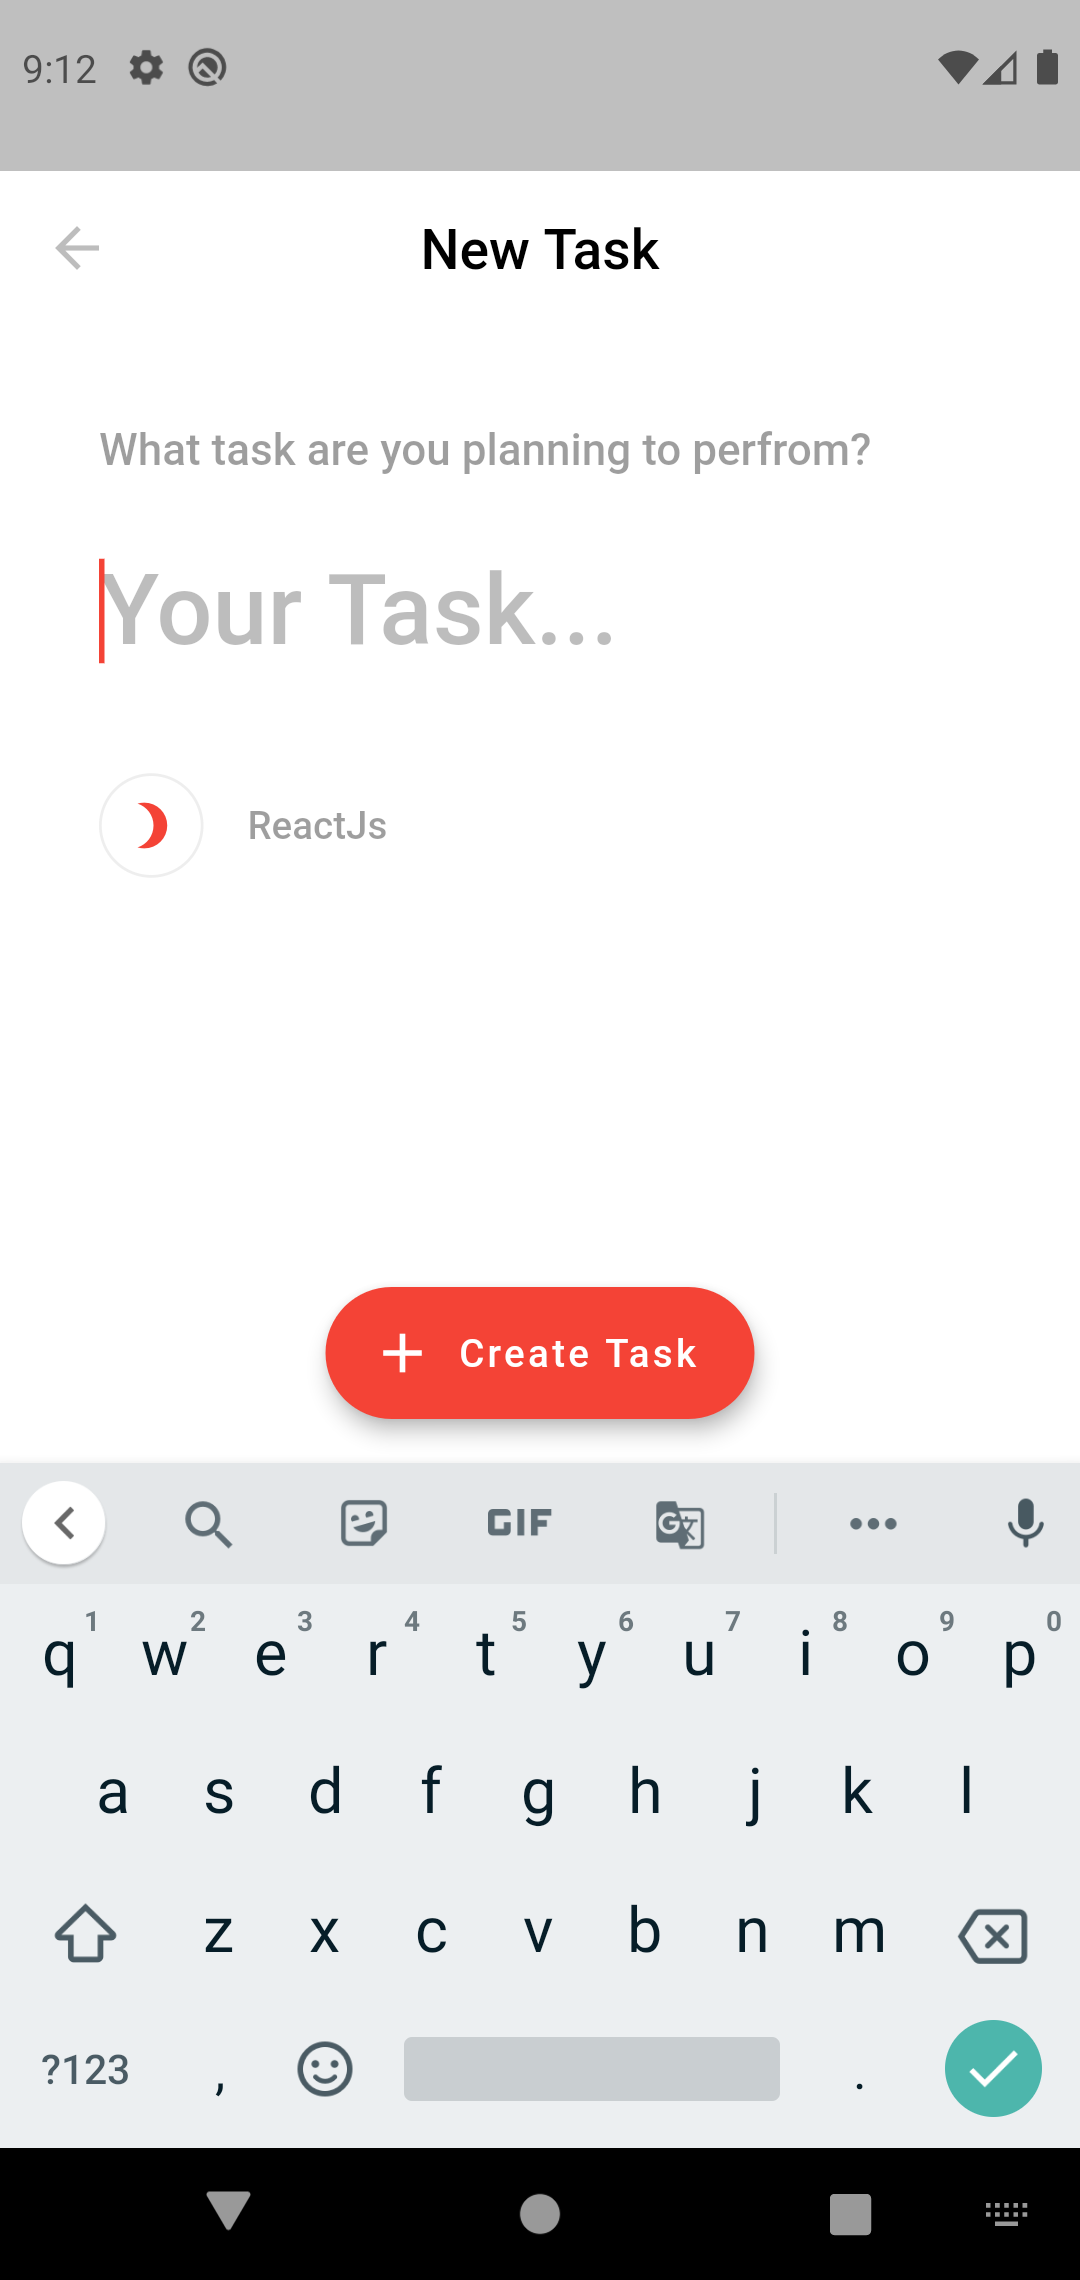 9:12
New Task
What task are you planning to perfrom?
Your Task...
ReactJs
Create Task
GIF
G 文
1 2 3 4 5 6 7 8 9 0
q w e r t y u i o p
a s d f g h j k l
z x c v b n m
?123 , .